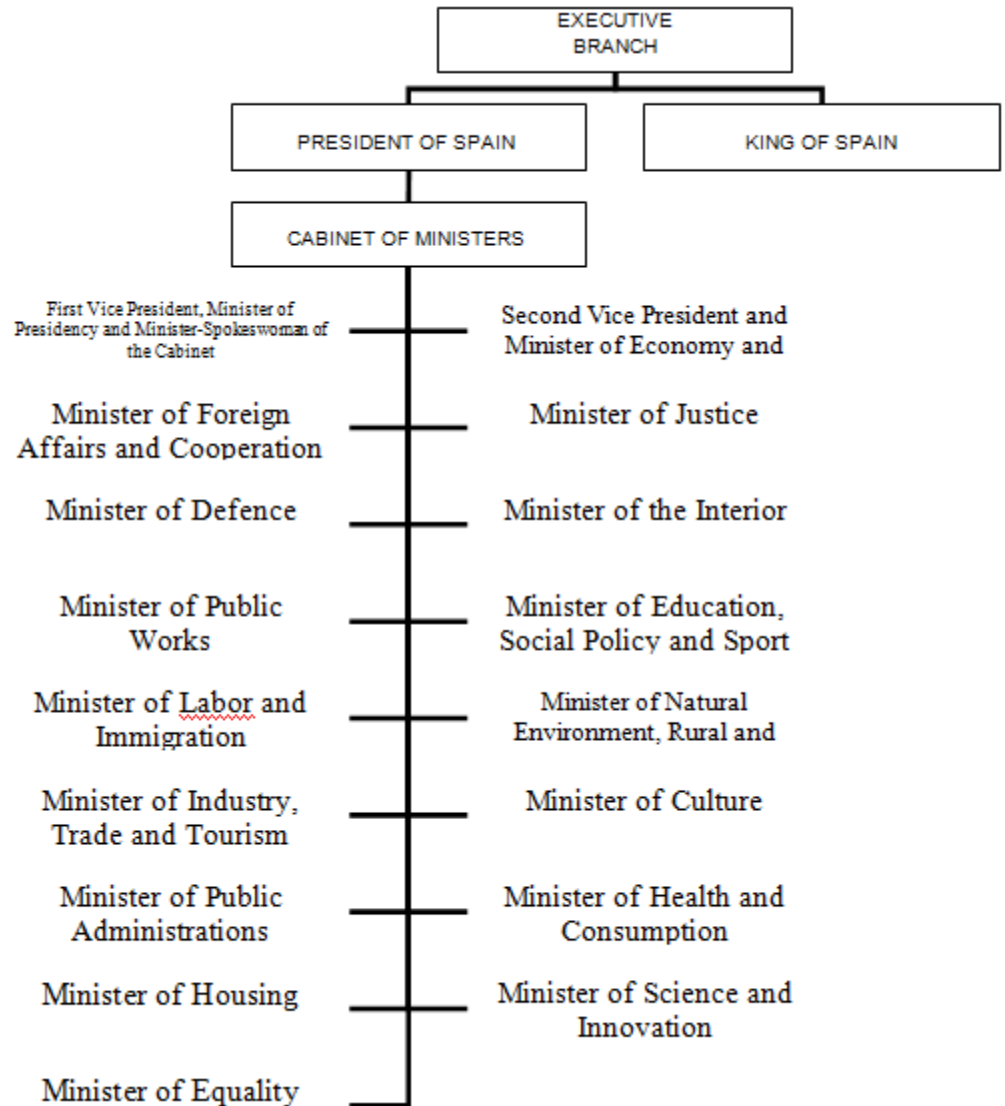 EXECUTIVE
BRANCH
PRESIDENT OF SPAIN
KING OF SPAIN
CABINET OF MINISTERS
First Vice President, Minister of
Presidency and Minister-Spokeswoman of
the Cabinet
Second Vice President and
Minister of Economy and
Minister of Foreign
Affairs and Cooperation
Minister of Justice
Minister of Defence
Minister of the Interior
Minister of Public
Works
Minister of Education,
Social Policy and Sport
Minister of Labor and
Immigration
Minister of Natural
Environment, Rural and
Minister of Industry,
Trade and Tourism
Minister of Culture
Minister of Public
Administrations
Minister of Health and
Consumption
Minister of Housing
Minister of Science and
Innovation
Minister of Equality